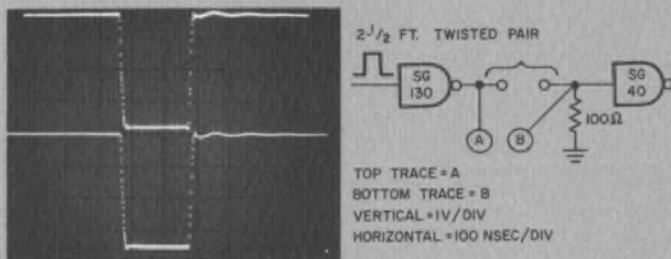 2-1/2 FT. TWISTED PAIR
SG
130
SG
40
100Ω
A
B
TOP TRACE = A
BOTTOM TRACE = B
VERTICAL = 1V/DIV
HORIZONTAL = 100 NSEC/DIV